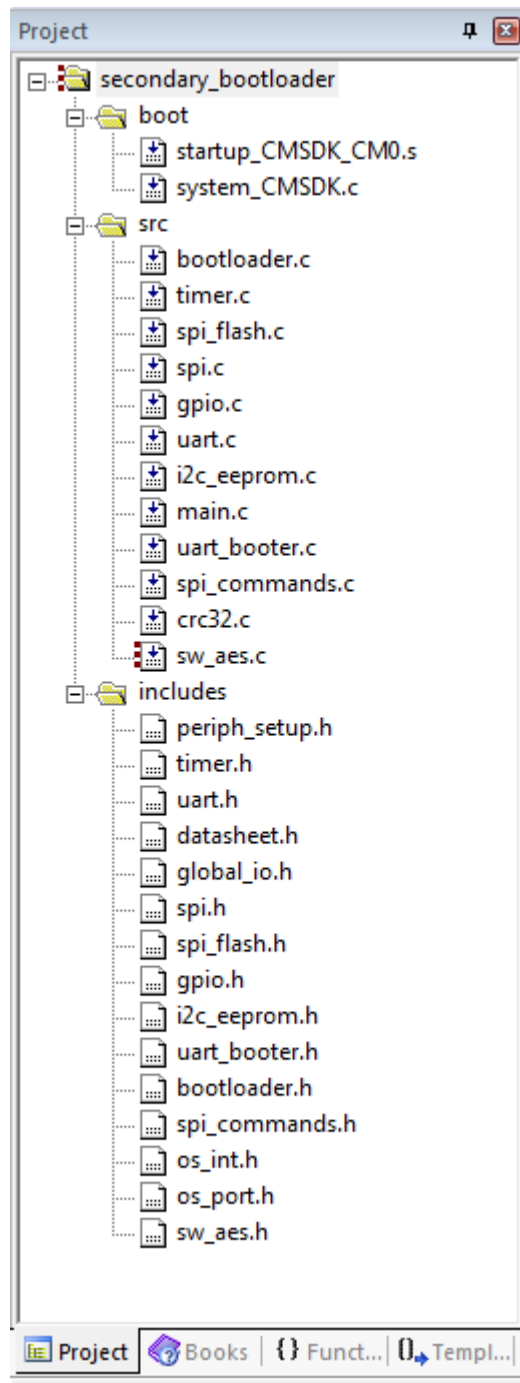 Project
secondary_bootloader
boot
startup_CMSDK_CM0.s
system_CMSDK.c
src
bootloader.c
timer.c
spi_flash.c
spi.c
gpio.c
uart.c
i2c_eeprom.c
main.c
uart_booter.c
spi_commands.c
crc32.c
sw_aes.c
includes
periph_setup.h
timer.h
uart.h
datasheet.h
global_io.h
spi.h
spi_flash.h
gpio.h
i2c_eeprom.h
uart_booter.h
bootloader.h
spi_commands.h
os_int.h
os_port.h
sw_aes.h
Project Books {} Funct... 0 Templ...